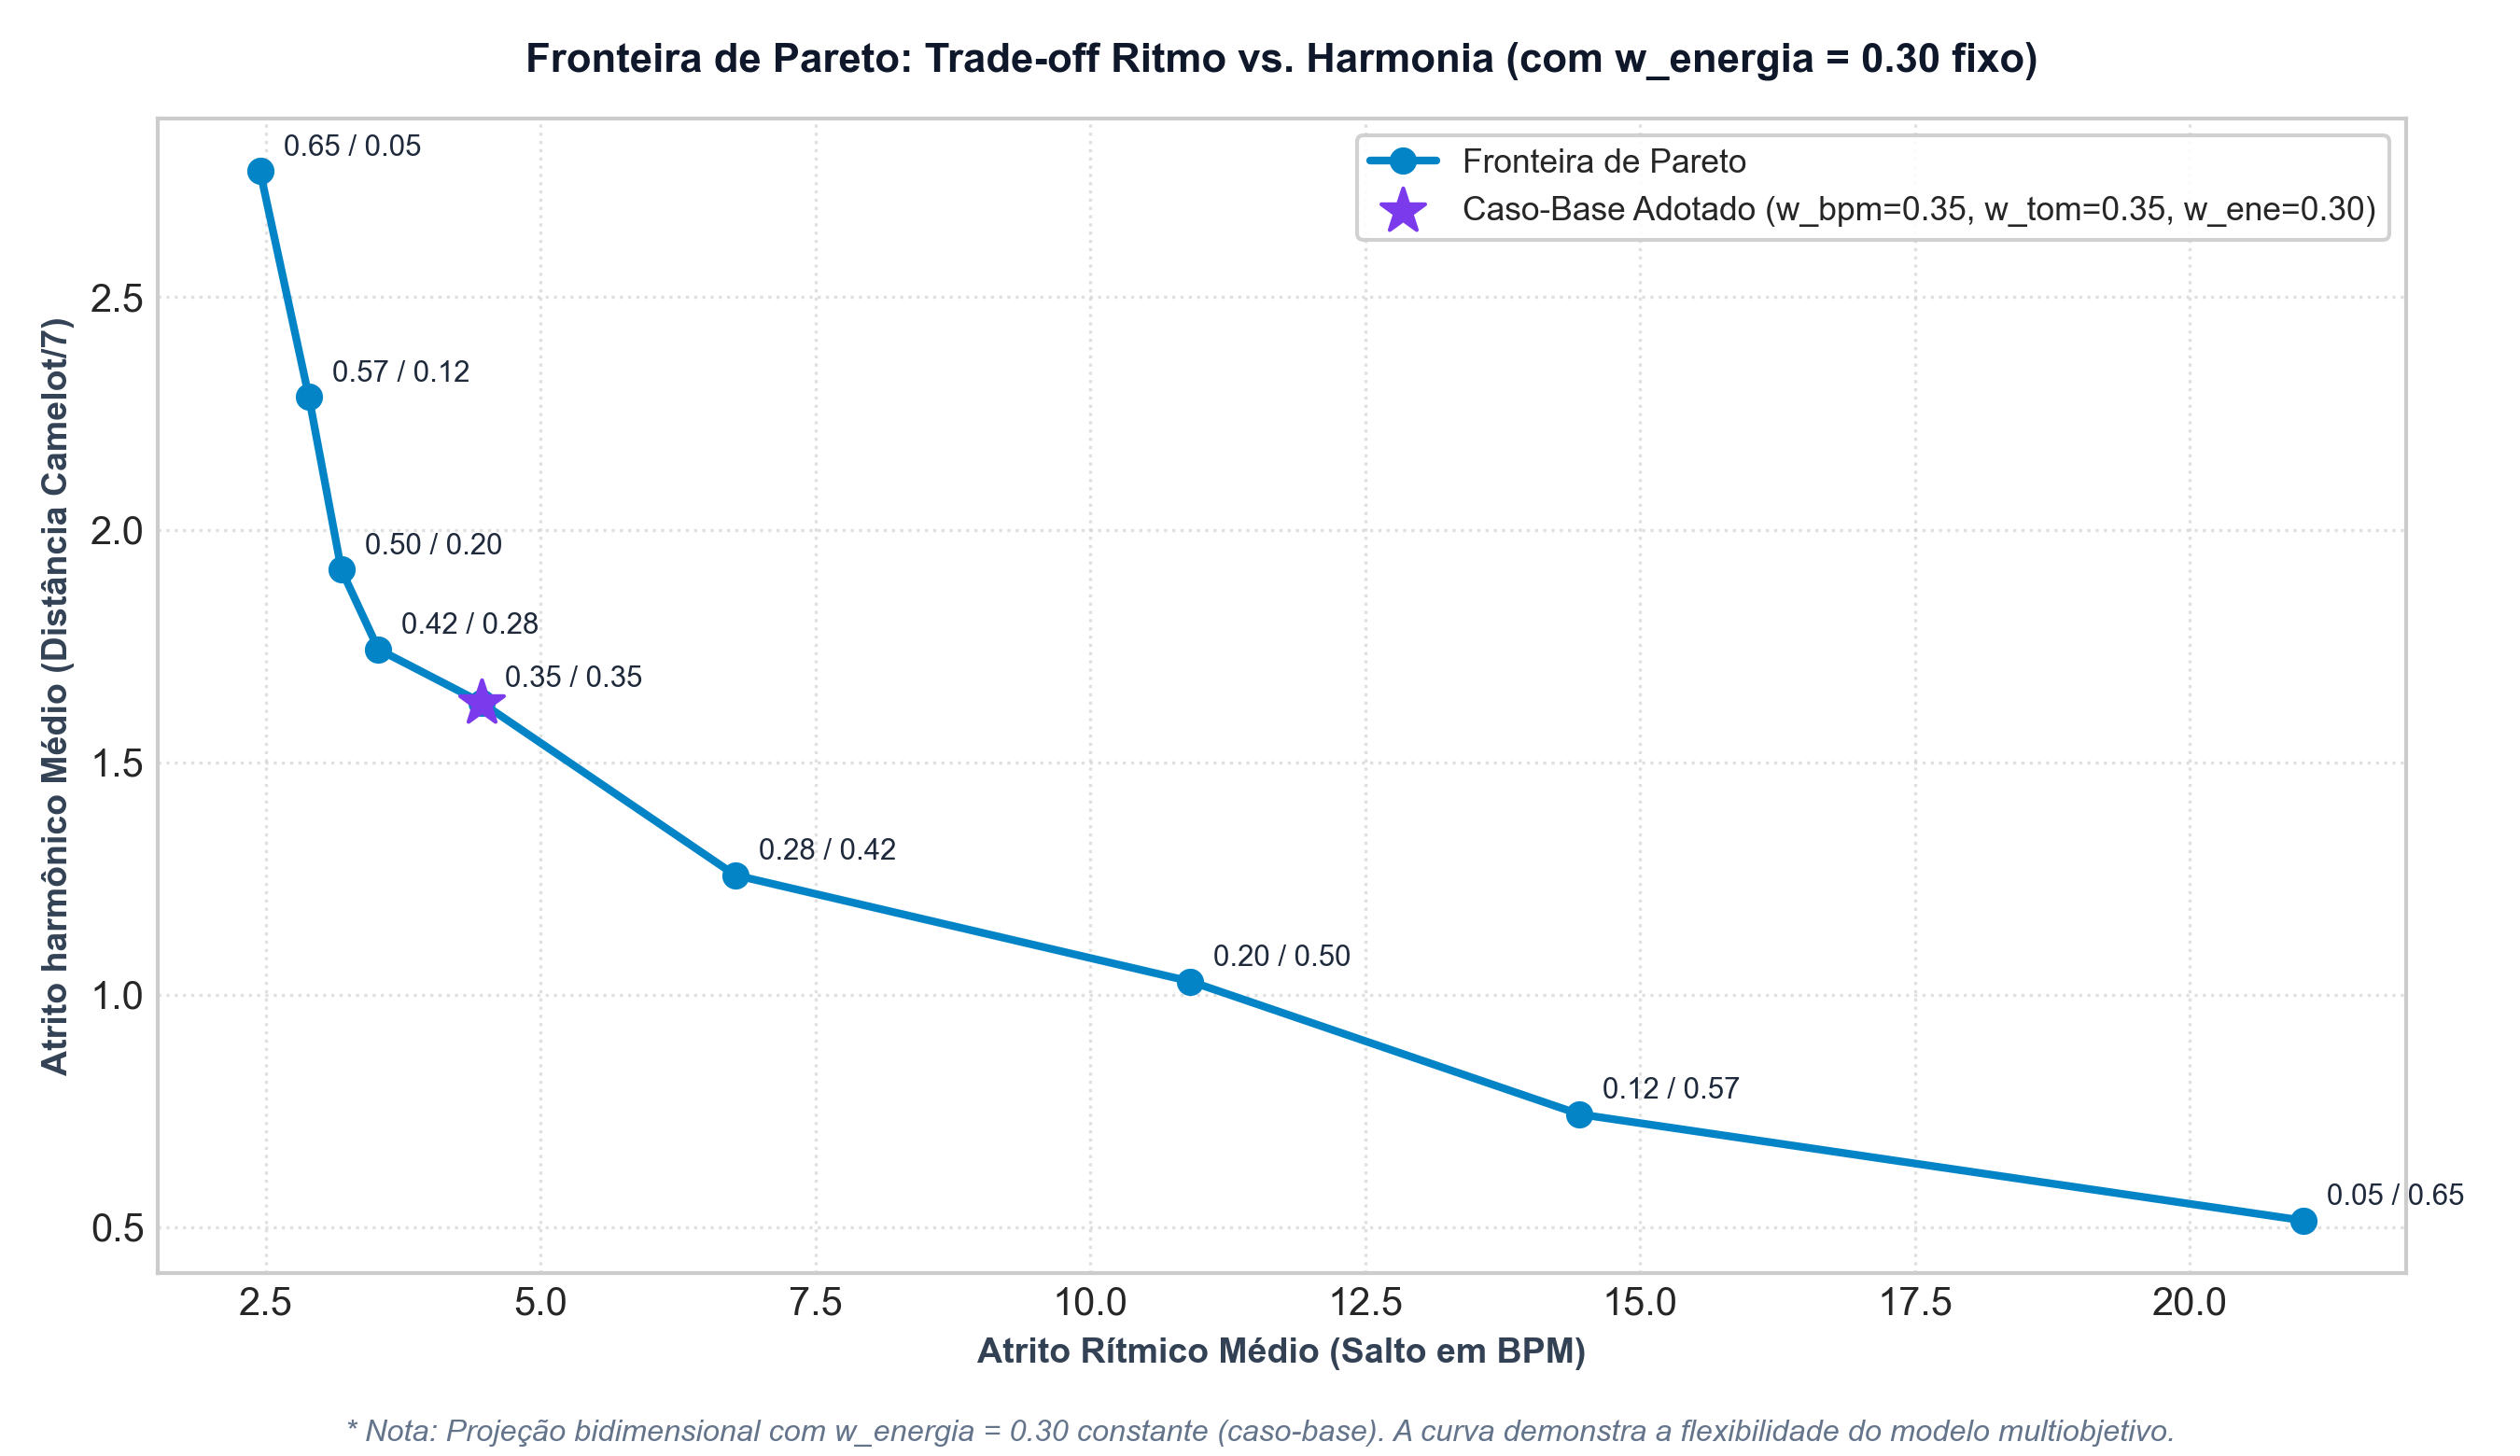 Fronteira de Pareto: Trade-off Ritmo vs. Harmonia (com w_energia = 0.30 fixo)
Fronteira de Pareto
Caso-Base Adotado (w_bpm=0.35, w_tom=0.35, w_ene=0.30)
Atrito harmônico Médio (Distância Camelot/7)
2.5
2.0
1.5
1.0
0.5
0.65 / 0.05
0.57 / 0.12
0.50 / 0.20
0.42 / 0.28
0.35 / 0.35
0.28 / 0.42
0.20 / 0.50
0.12 / 0.57
0.05 / 0.65
2.5 5.0 7.5 10.0 12.5 15.0 17.5 20.0
Atrito Rítmico Médio (Salto em BPM)
* Nota: Projeção bidimensional com w_energia = 0.30 constante (caso-base). A curva demonstra a flexibilidade do modelo multiobjetivo.